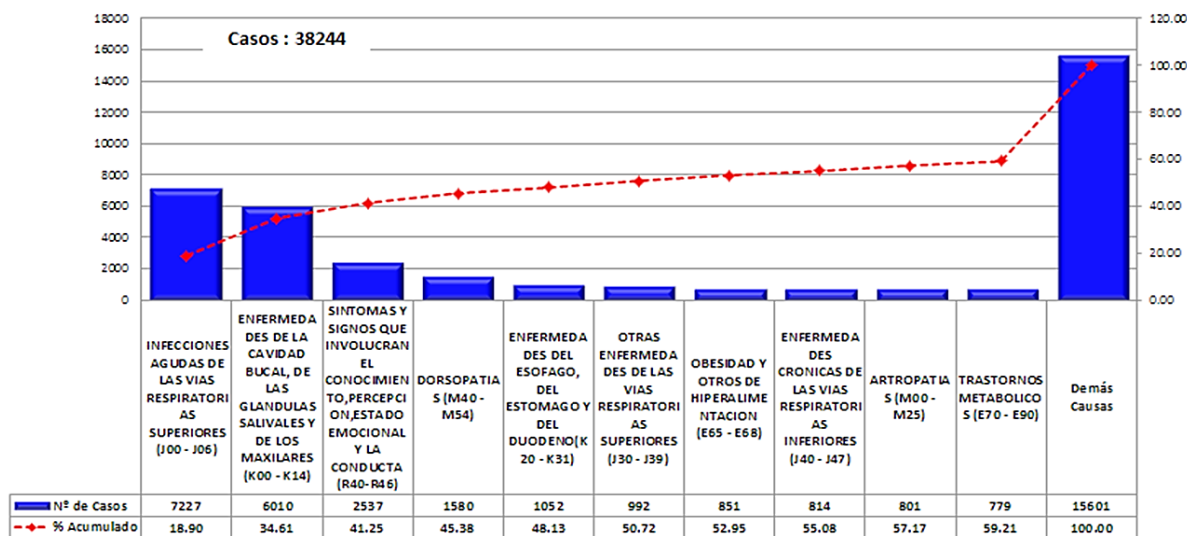 18000
16000
14000
12000
10000
8000
6000
4000
2000
0
Casos : 38244
120.00
100.00
80.00
60.00
40.00
20.00
0.00
INFECCIONES
AGUDAS DE
LAS VIAS
RESPIRATORI
AS
SUPERIORES
(J00 - J06)
ENFERMEDA
DES DE LA
CAVIDAD
BUCAL, DE
LAS
GLANDULAS
SALIVALES Y
DE LOS
MAXILARES
(K00 - K14)
SINTOMAS Y
SIGNOS QUE
INVOLUCRAN
EL
CONOCIMIE
NTO,PERCEPC
ION,ESTADO
EMOCIONAL
Y LA
CONDUCTA
(R40-R46)
DORSOPATIA
S (M40 -
M54)
ENFERMEDA
DES DEL
ESOFAGO,
DEL
ESTOMAGO Y
DEL
DUODENO(K
20 - K31)
OTRAS
ENFERMEDA
DES DE LAS
VIAS
RESPIRATORI
AS
SUPERIORES
(J30 - J39)
OBESIDAD Y
OTROS DE
HIPERALIME
NTACION
(E65 - E68)
ENFERMEDA
DES
CRONICAS DE
LAS VIAS
RESPIRATORI
AS
INFERIORES
(J40 - J47)
ARTROPATIA
S (M00 -
M25)
TRASTORNOS
METABOLICO
S (E70 - E90)
Demás
Causas
Nº de Casos 7227 6010 2537 1580 1052 992 851 814 801 779 15601
% Acumulado 18.90 34.61 41.25 45.38 48.13 50.72 52.95 55.08 57.17 59.21 100.00